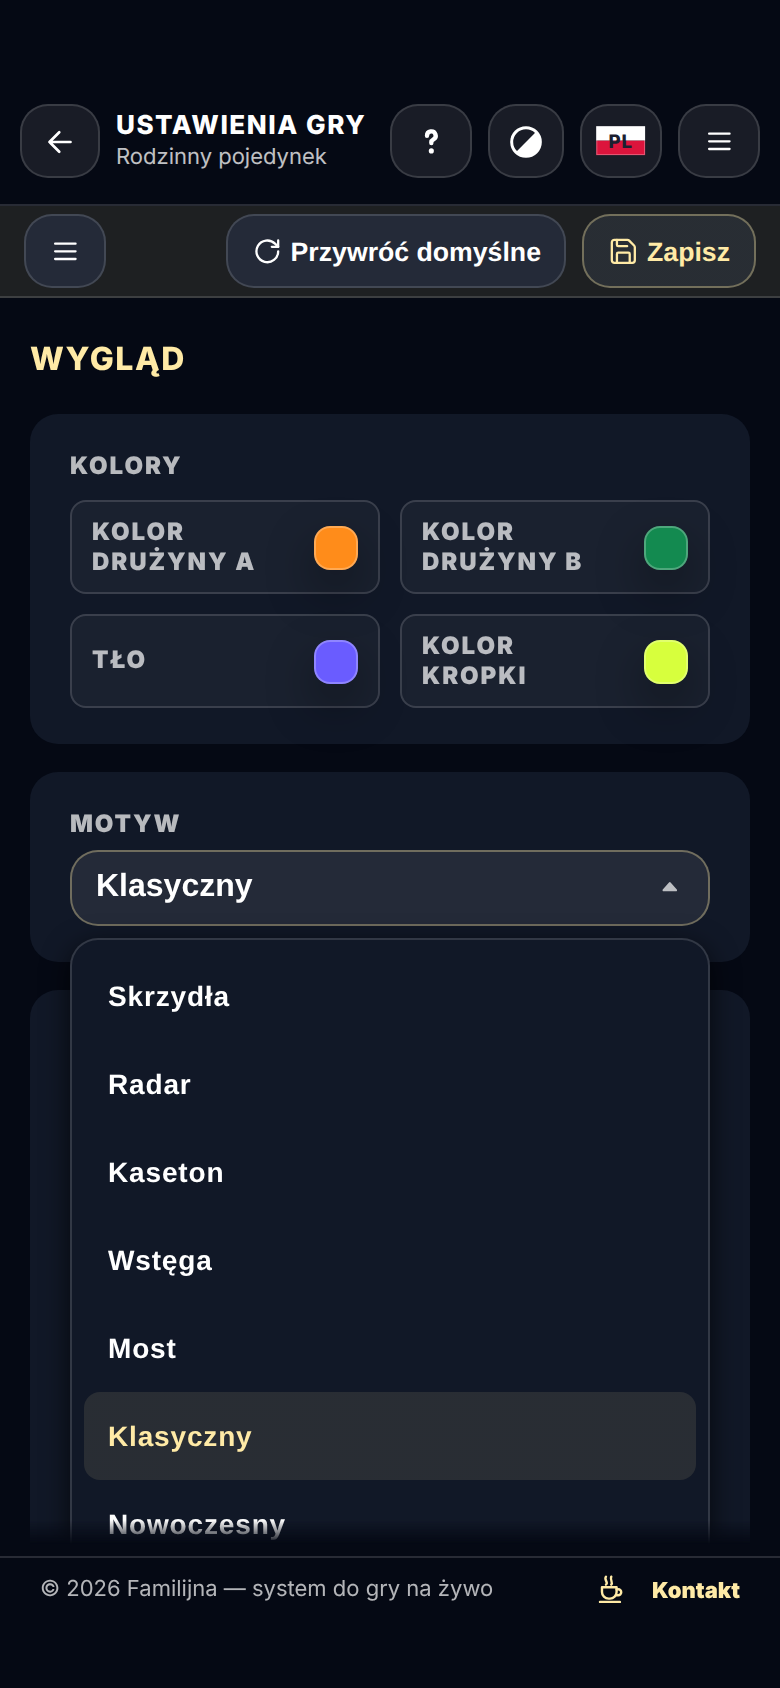 USTAWIENIA GRY
Rodzinny pojedynek
?
PL
Przywróć domyślne
Zapisz
WYGLĄD
KOLORY
KOLOR
DRUŻYNY A
KOLOR
DRUŻYNY B
TŁO
KOLOR
KROPKI
MOTYW
Klasyczny
Skrzydła
Radar
Kaseton
Wstęga
Most
Klasyczny
Nowoczesny
© 2026 Familijna — system do gry na żywo
Kontakt